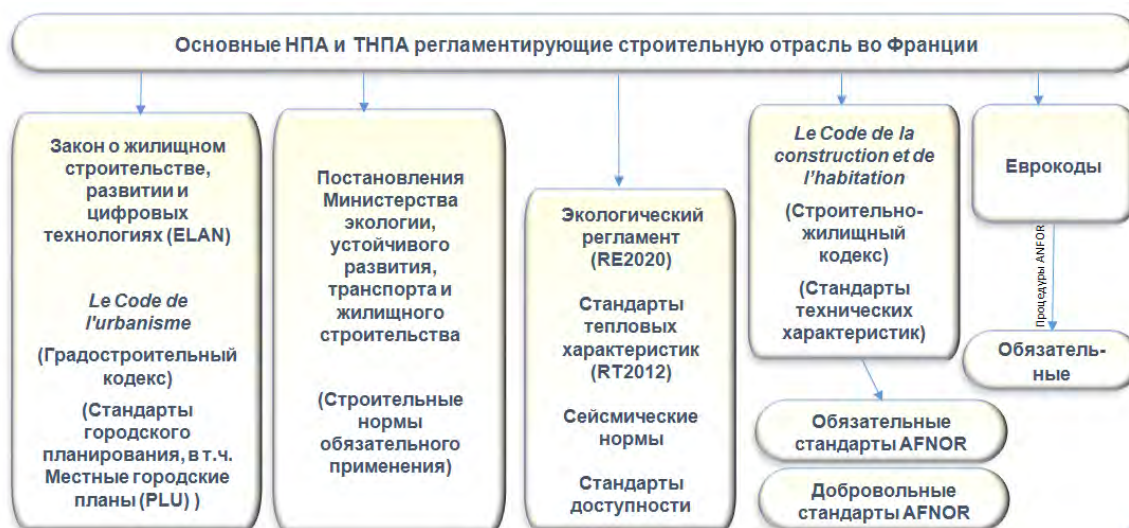 Основные НПА и ТНПА регламентирующие строительную отрасль во Франции
Закон о жилищном
строительстве,
развитии и
цифровых
технологиях (ELAN)
Le Code de
l'urbanisme
(Градостроительный
кодекс)
(Стандарты
городского
планирования, в т.ч.
Местные городские
планы (PLU) )
Постановления
Министерства
экологии,
устойчивого
развития,
транспорта и
жилищного
строительства
(Строительные
нормы
обязательного
применения)
Экологический
регламент
(RE2020)
Стандарты
тепловых
характеристик
(RT2012)
Сейсмические
нормы
Стандарты
доступности
Le Code de la
construction et de
l'habitation
(Строительно-
жилищный
кодекс)
(Стандарты
технических
характеристик)
Обязательные
стандарты AFNOR
Добровольные
стандарты AFNOR
Еврокоды
Процедуры ANFOR
Обязатель-
ные